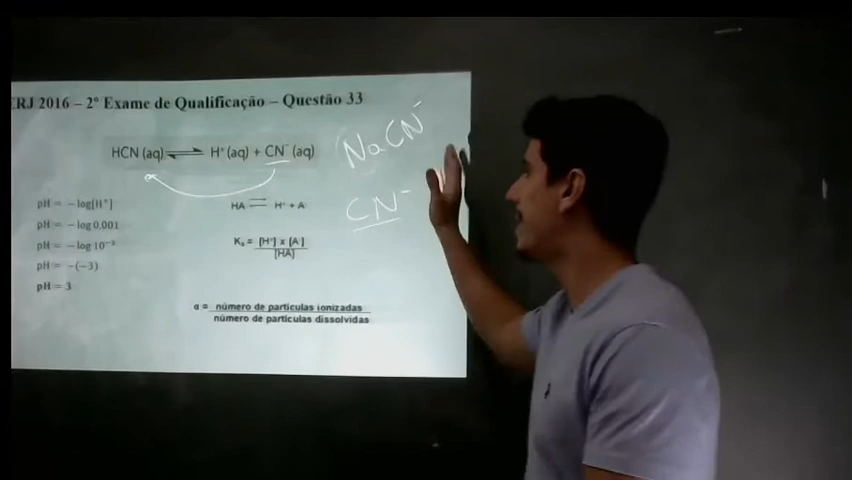 ERJ 2016 – 2º Exame de Qualificação – Questão 33
HCN (aq) ⇌ H⁺ (aq) + CN⁻ (aq)
NaCN⁻
CN⁻
pH = −log[H⁺]
pH = −log 0,001
pH = −log 10⁻³
pH = −(−3)
pH = 3
HA ⇌ H⁺ + A
Kₐ = [H⁺] x [A⁻]
[HA]
α = número de partículas ionizadas
número de partículas dissolvidas